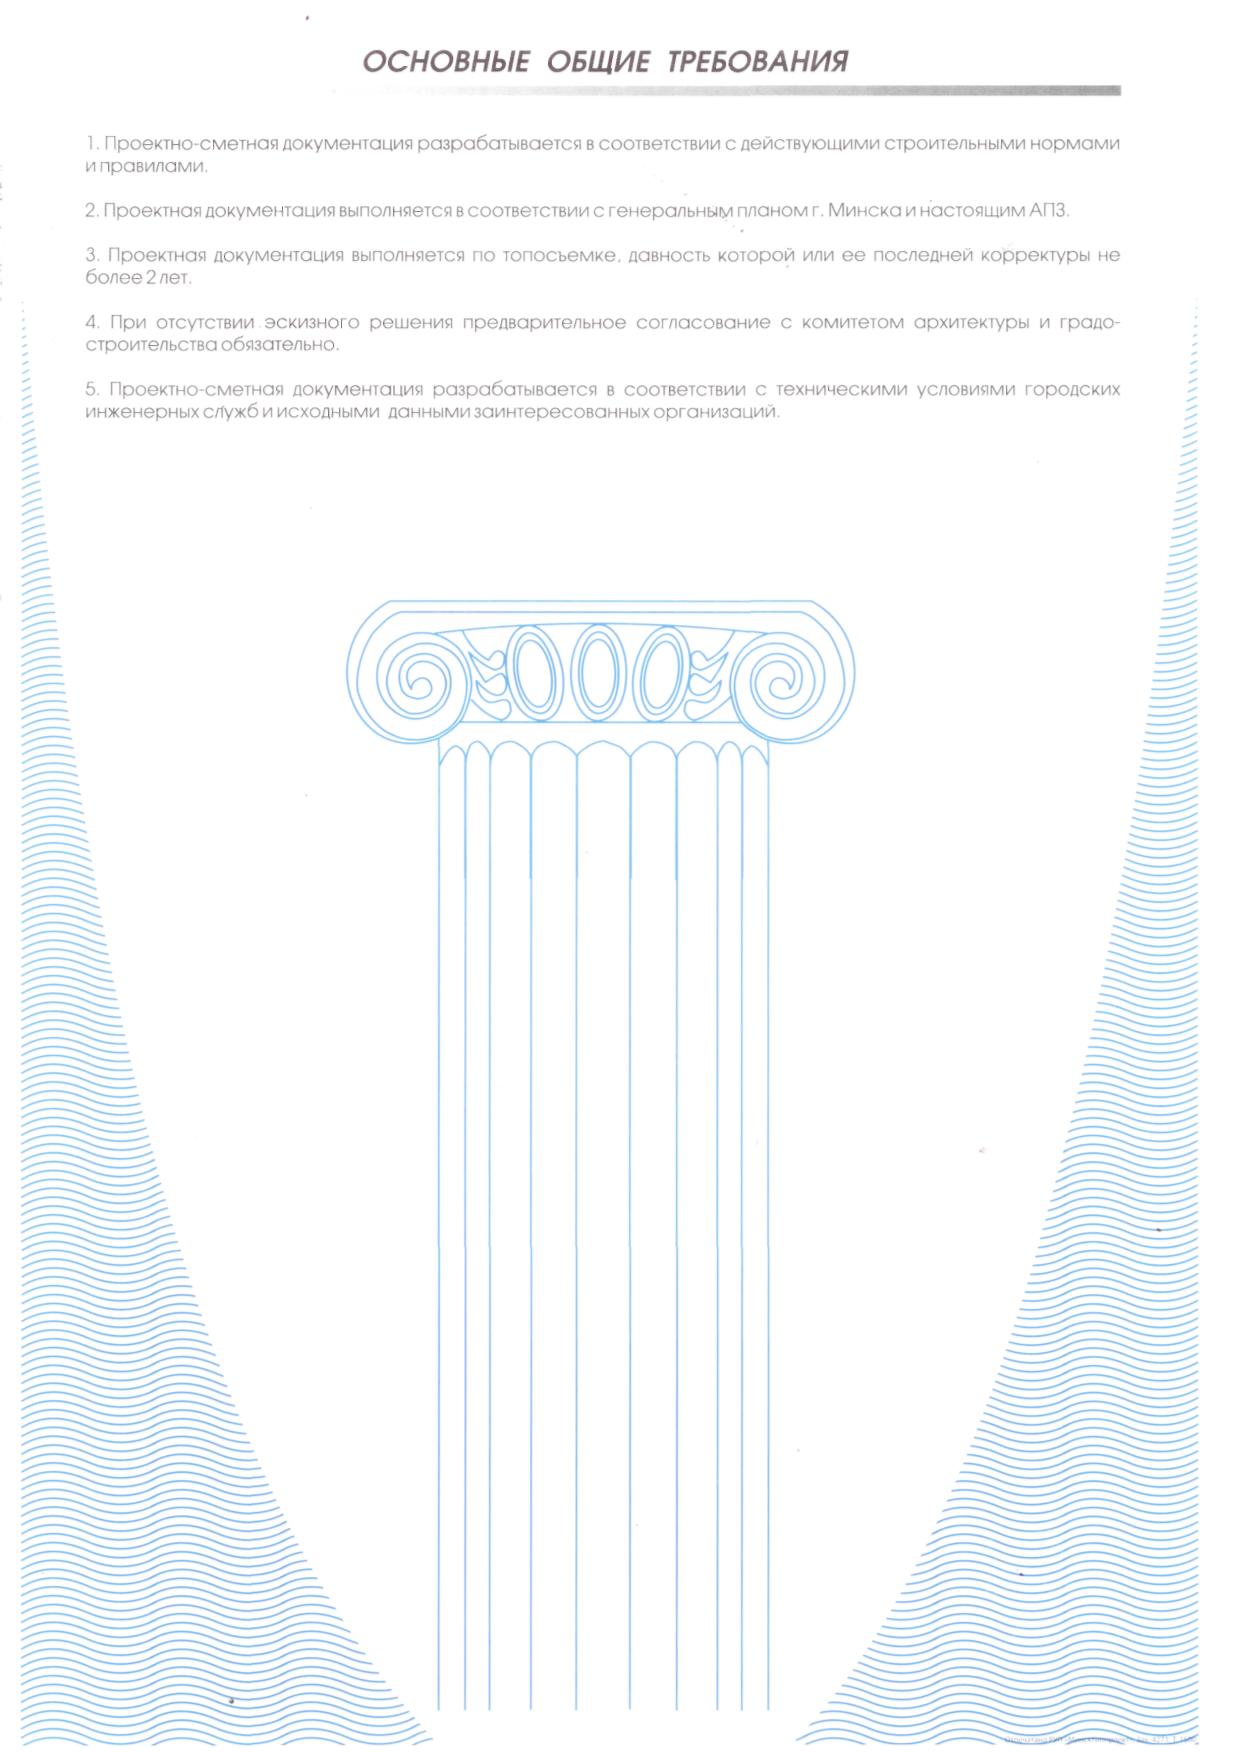 ОСНОВНЫЕ ОБЩИЕ ТРЕБОВАНИЯ
1. Проектно-сметная документация разрабатывается в соответствии с действующими строительными нормами
и правилами.
2. Проектная документация выполняется в соответствии с генеральным планом г. Минска и настоящим АПЗ.
3. Проектная документация выполняется по топосъемке, давность которой или ее последней корректуры не
более 2 лет.
4. При отсутствии эскизного решения предварительное согласование с комитетом архитектуры и градо-
строительства обязательно.
5. Проектно-сметная документация разрабатывается в соответствии с техническими условиями городских
инженерных служб и исходными данными заинтересованных организаций.